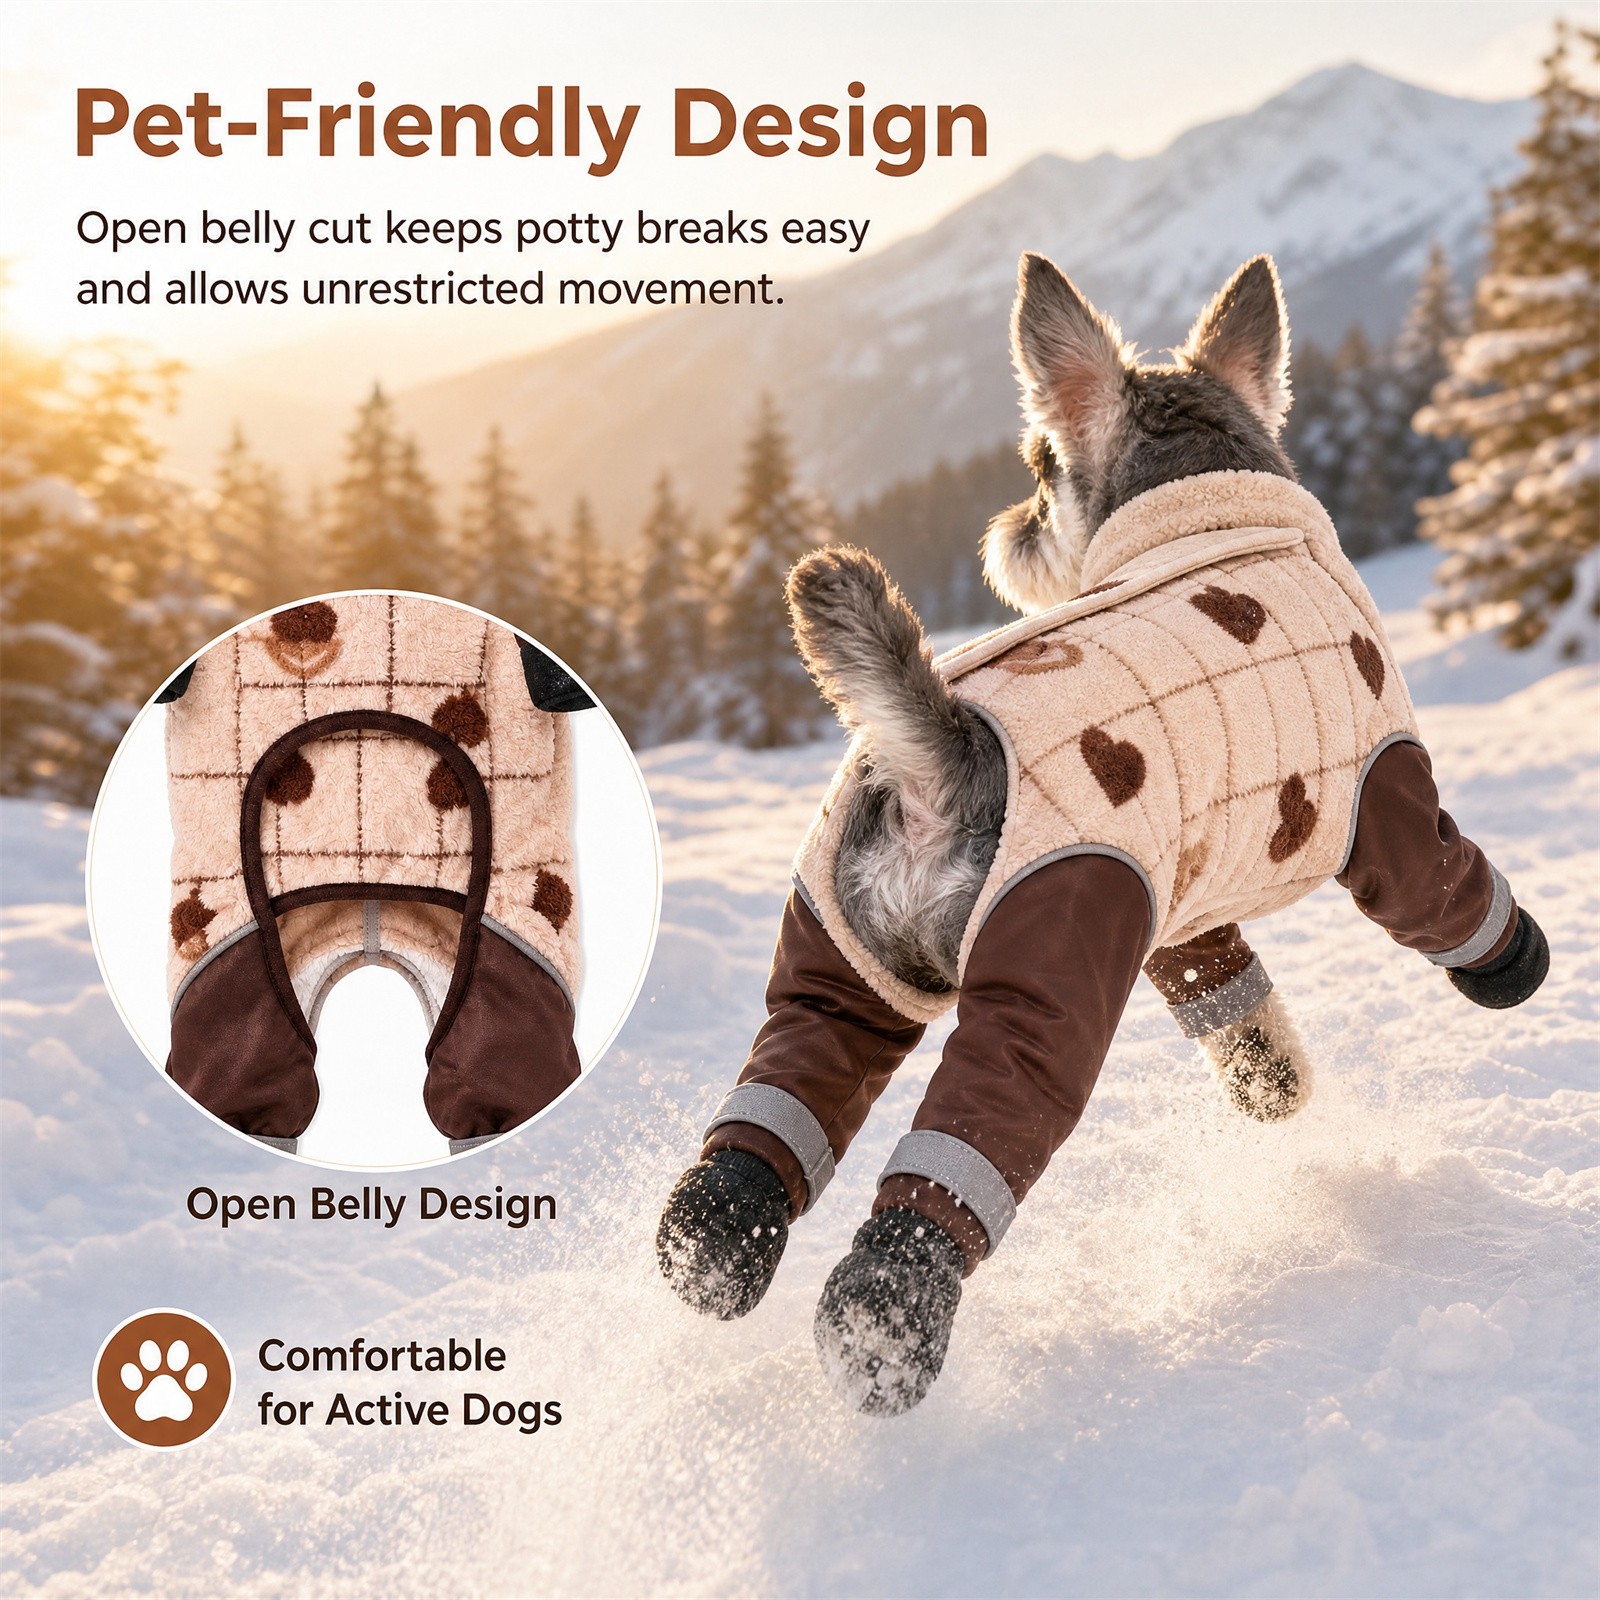 Pet-Friendly Design
Open belly cut keeps potty breaks easy
and allows unrestricted movement.
Open Belly Design
Comfortable
for Active Dogs